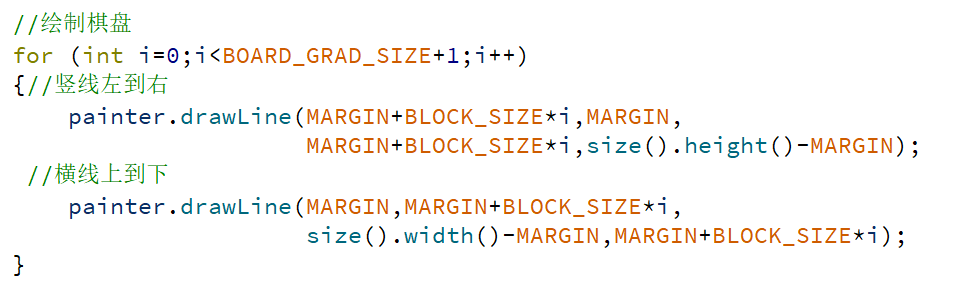 //绘制棋盘
for (int i=0;i<BOARD_GRAD_SIZE+1;i++)
{//竖线左到右
    painter.drawLine(MARGIN+BLOCK_SIZE*i,MARGIN,
                     MARGIN+BLOCK_SIZE*i,size().height()-MARGIN);
 //横线上到下
    painter.drawLine(MARGIN,MARGIN+BLOCK_SIZE*i,
                     size().width()-MARGIN,MARGIN+BLOCK_SIZE*i);
}